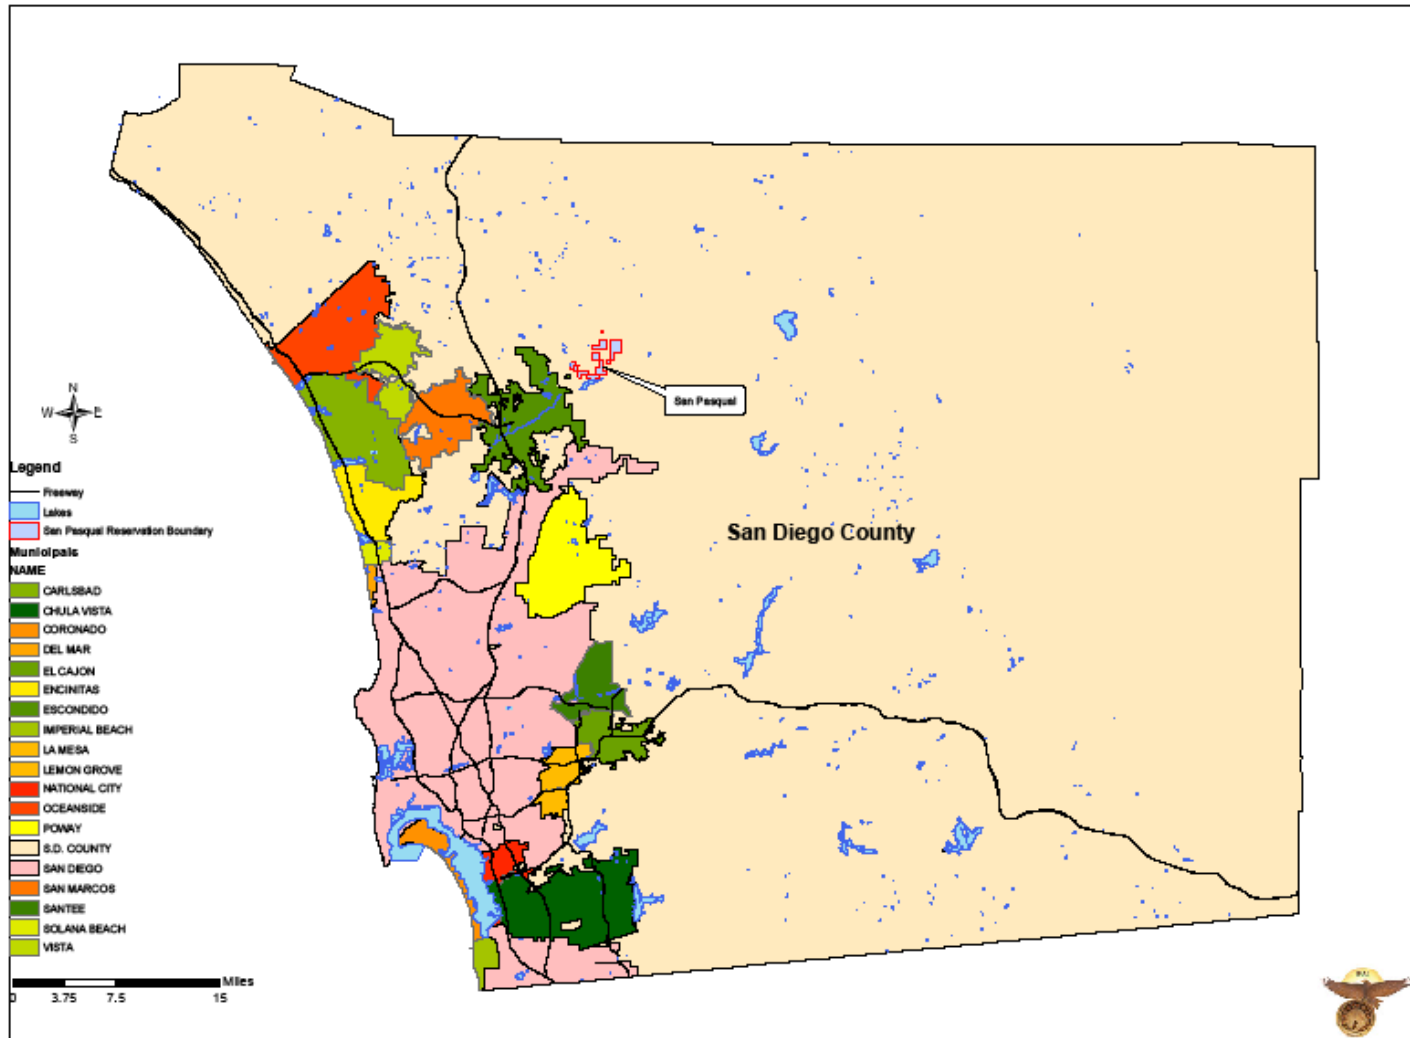 N
W E
S
San Pasqual
San Diego County
Legend
Freeway
Lakes
San Pasqual Reservation Boundary
Municipals
NAME
CARLSBAD
CHULA VISTA
CORONADO
DEL MAR
EL CAJON
ENCINITAS
ESCONDIDO
IMPERIAL BEACH
LA MESA
LEMON GROVE
NATIONAL CITY
OCEANSIDE
POWAY
S.D. COUNTY
SAN DIEGO
SAN MARCOS
SANTEE
SOLANA BEACH
VISTA
Miles
0 3.75 7.5 15